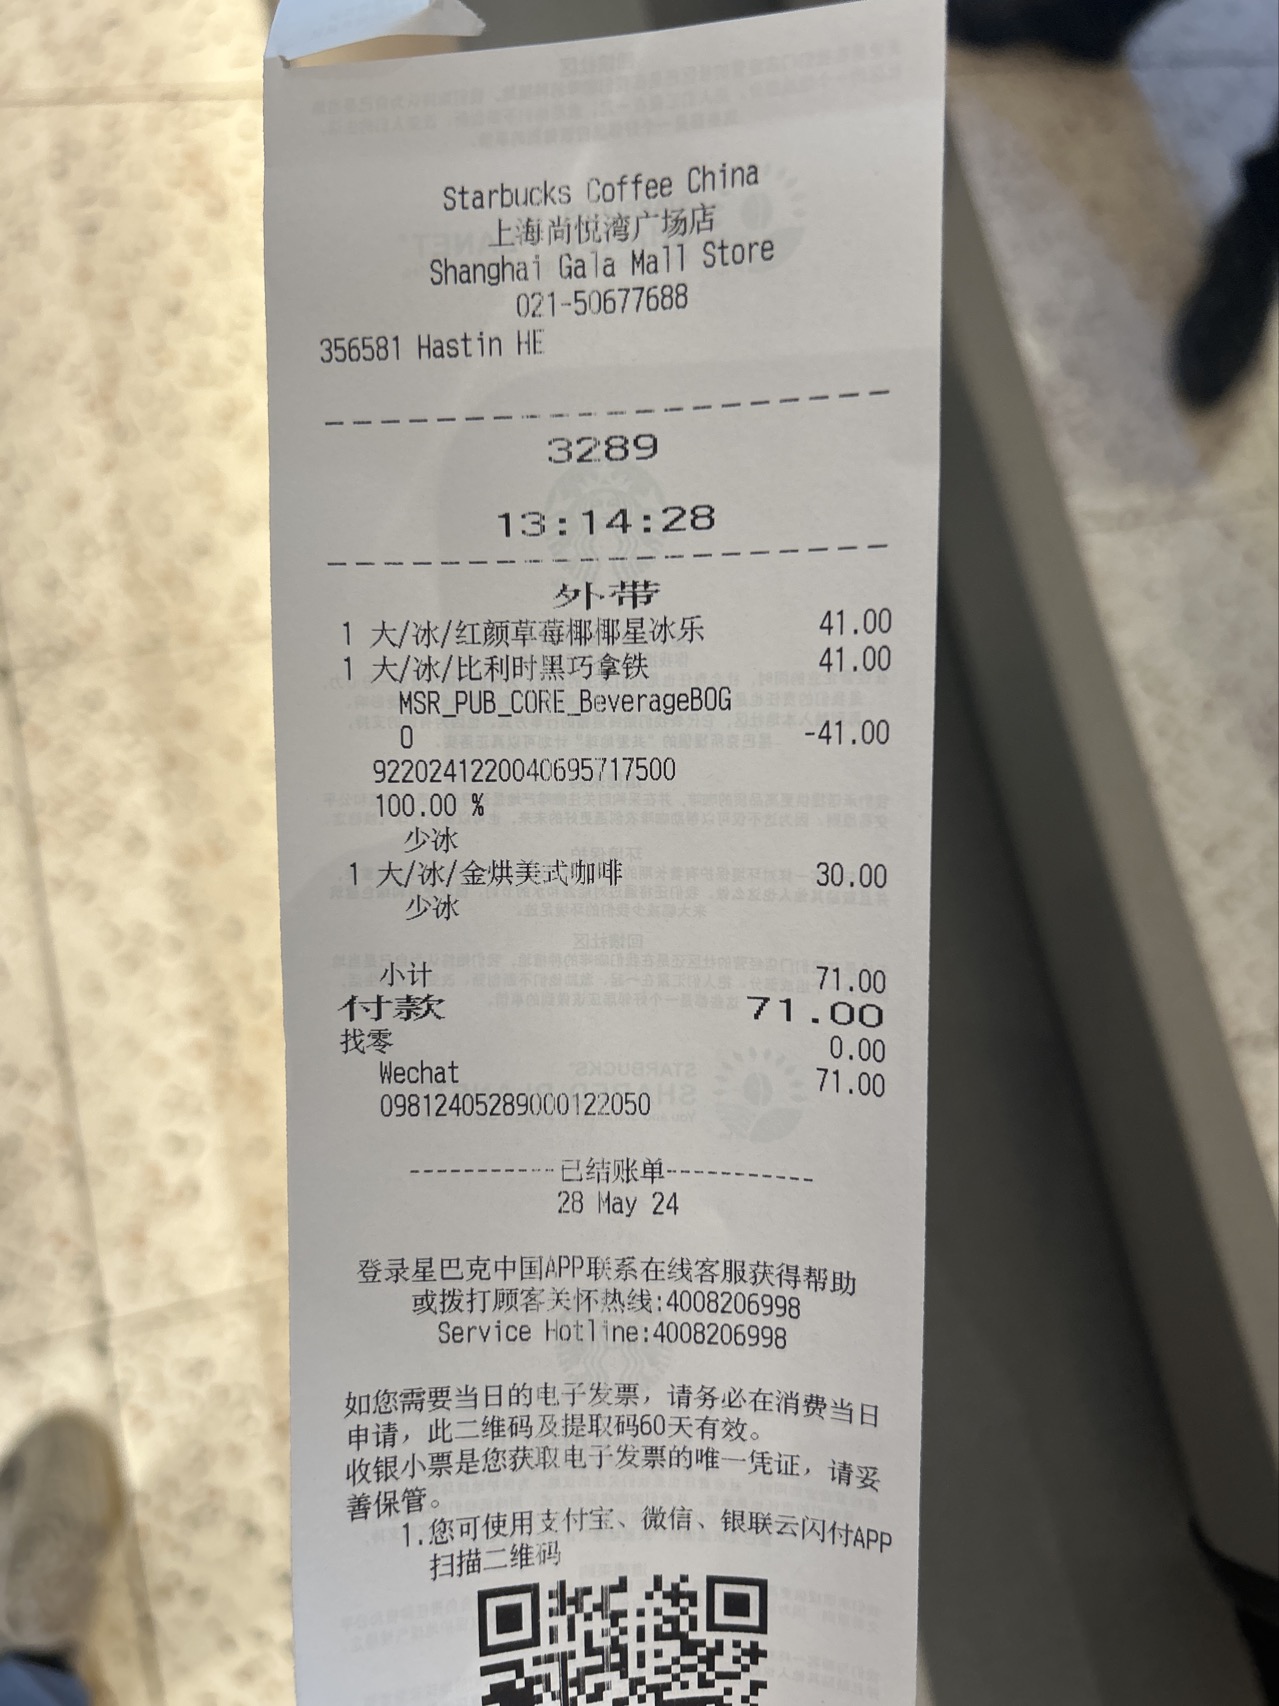 Starbucks Coffee China
上海尚悦湾广场店
Shanghai Gala Mall Store
021-50677688
356581 Hastin HE
3289
13:14:28
外带
1 大/冰/红颜草莓椰椰星冰乐 41.00
1 大/冰/比利时黑巧拿铁 41.00
MSR_PUB_CORE_BeverageBOG
0 -41.00
9220241220040695717500
100.00 %
少冰
1 大/冰/金烘美式咖啡 30.00
少冰
小计 71.00
付款 71.00
找零 0.00
Wechat 71.00
09812405289000122050
-----------已结账单-----------
28 May 24
登录星巴克中国APP联系在线客服获得帮助
或拨打顾客关怀热线:4008206998
Service Hotline:4008206998
如您需要当日的电子发票，请务必在消费当日
申请，此二维码及提取码60天有效。
收银小票是您获取电子发票的唯一凭证，请妥
善保管。
1.您可使用支付宝、微信、银联云闪付APP
扫描二维码